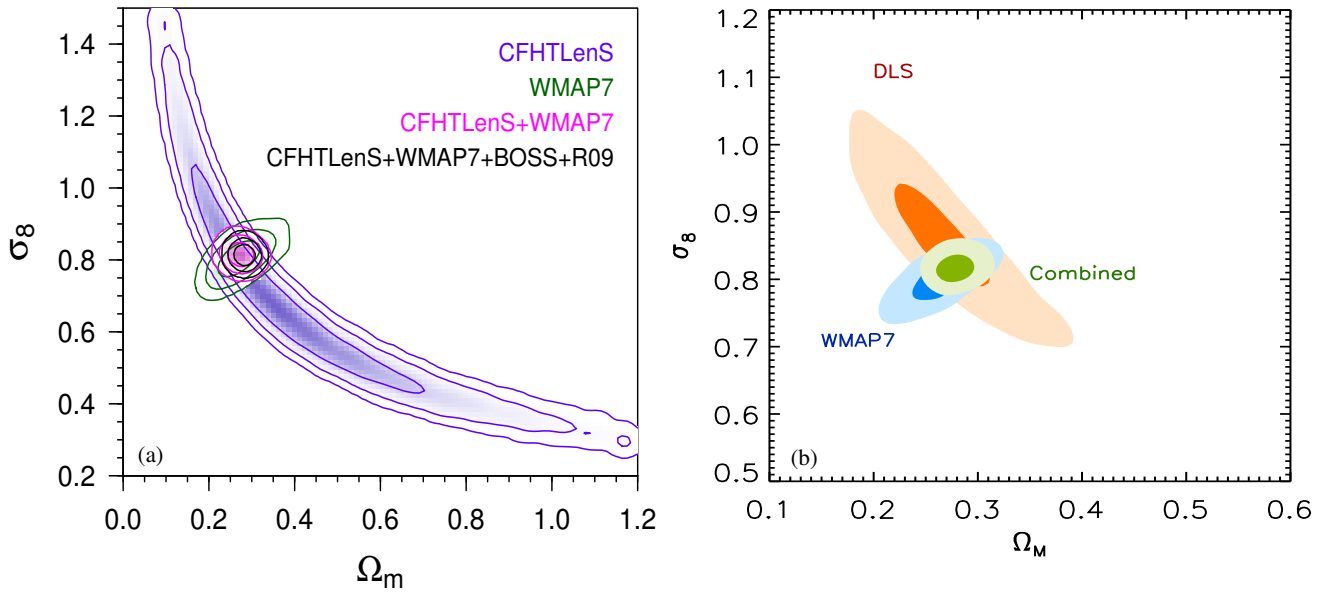 1.4
1.2
1.0
0.8
0.6
0.4
0.2
σ8
CFHTLenS
WMAP7
CFHTLenS+WMAP7
CFHTLenS+WMAP7+BOSS+R09
(a)
0.0 0.2 0.4 0.6 0.8 1.0 1.2
Ωm
1.2
1.1
1.0
0.9
0.8
0.7
0.6
0.5
σ8
DLS
Combined
WMAP7
(b)
0.1 0.2 0.3 0.4 0.5 0.6
ΩM